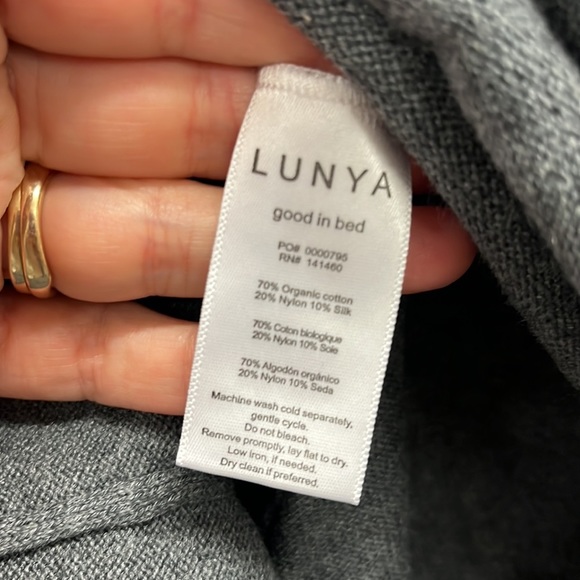 LUNYA
good in bed
PO# 0000795
RN# 141460
70% Organic cotton
20% Nylon 10% Silk
70% Coton biologique
20% Nylon 10% Soie
70% Algodón orgánico
20% Nylon 10% Seda
Machine wash cold separately,
gentle cycle.
Do not bleach.
Remove promptly, lay flat to dry.
Low iron, if needed.
Dry clean if preferred.